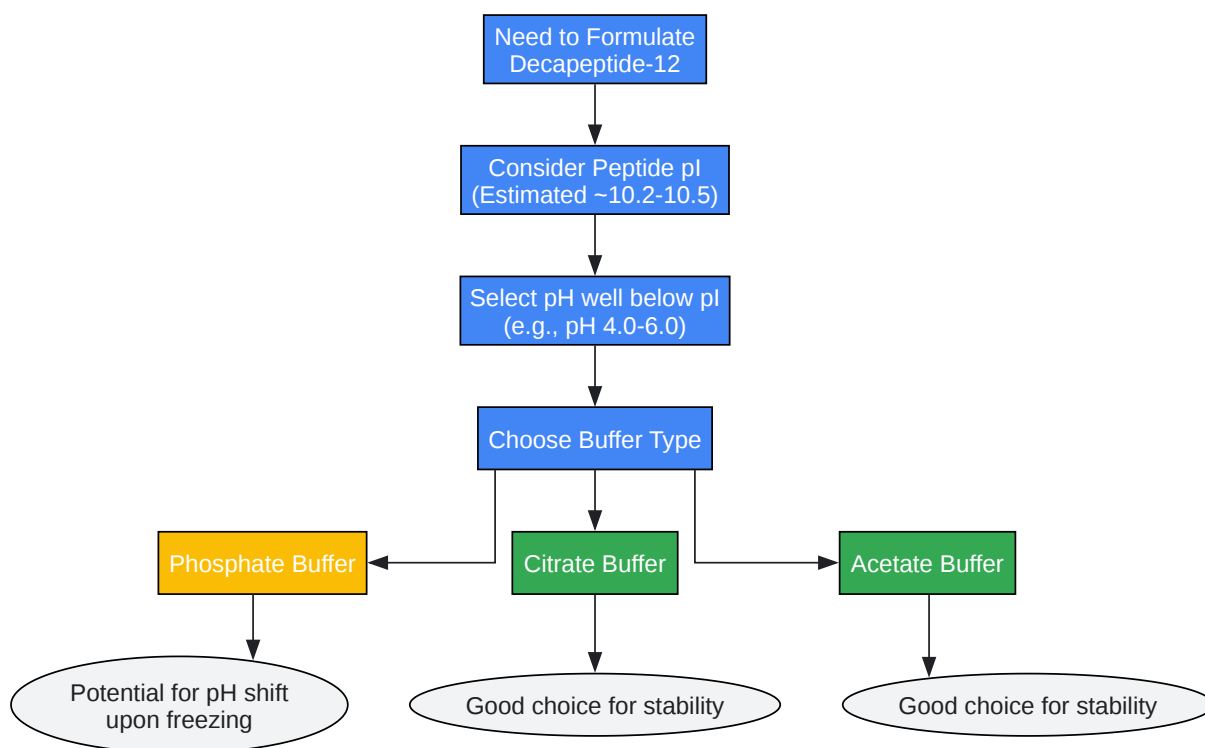 Need to Formulate
Decapeptide-12
Consider Peptide pI
(Estimated ~10.2-10.5)
Select pH well below pI
(e.g., pH 4.0-6.0)
Choose Buffer Type
Phosphate Buffer
Citrate Buffer
Acetate Buffer
Potential for pH shift
upon freezing
Good choice for stability
Good choice for stability